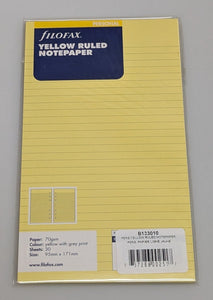 PERSONAL
FILOFAX
YELLOW RULED
NOTEPAPER
Paper: 70gsm
Colour: yellow with grey print
Sheets: 30
Size: 95mm x 171mm
www.filofax.com
B133010